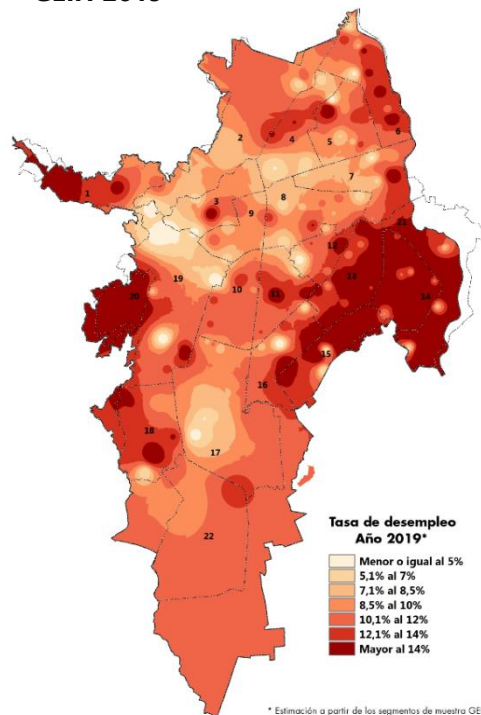 2
4
5
6
7
1
3
8
9
12
21
19
10
11
13
14
20
15
16
18
17
22
Tasa de desempleo
Año 2019*
Menor o igual al 5%
5,1% al 7%
7,1% al 8,5%
8,5% al 10%
10,1% al 12%
12,1% al 14%
Mayor al 14%
* Estimación a partir de los segmentos de muestra GEI